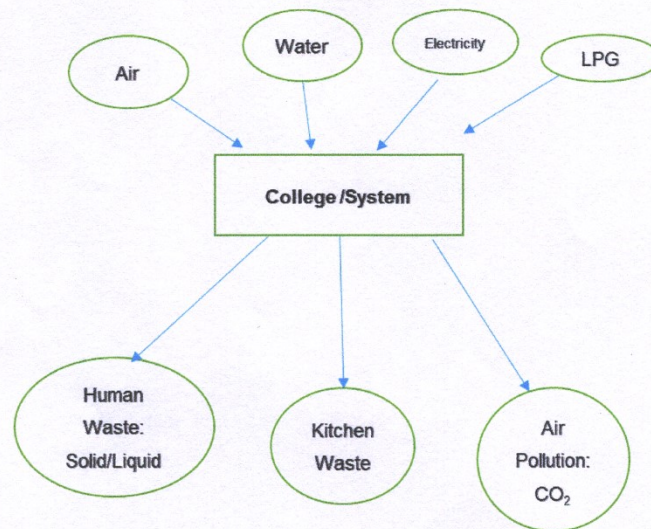 Air
Water
Electricity
LPG
College/System
Human
Waste:
Solid/Liquid
Kitchen
Waste
Air
Pollution:
CO₂